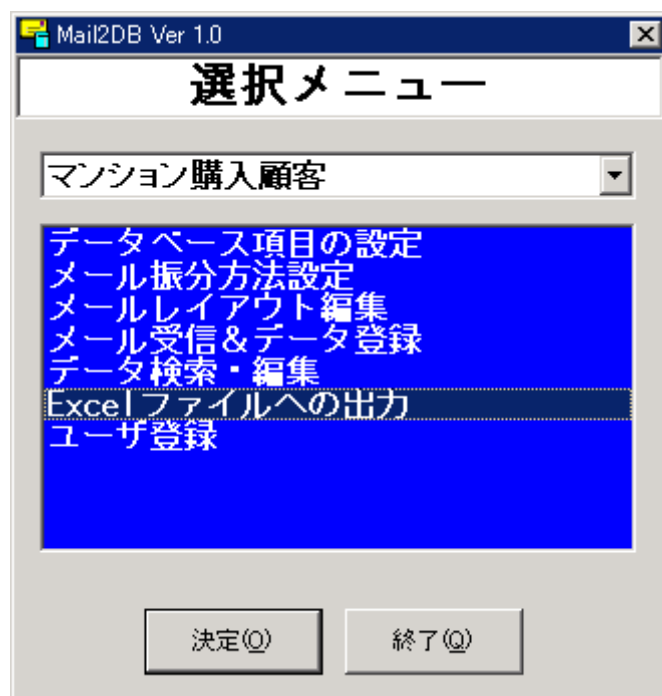 Mail2DB Ver 1.0
選択メニュー
マンション購入顧客
データベース項目の設定
メール振分方法設定
メールレイアウト編集
メール受信＆データ登録
データ検索・編集
Excelファイルへの出力
ユーザ登録
決定(O) 終了(Q)